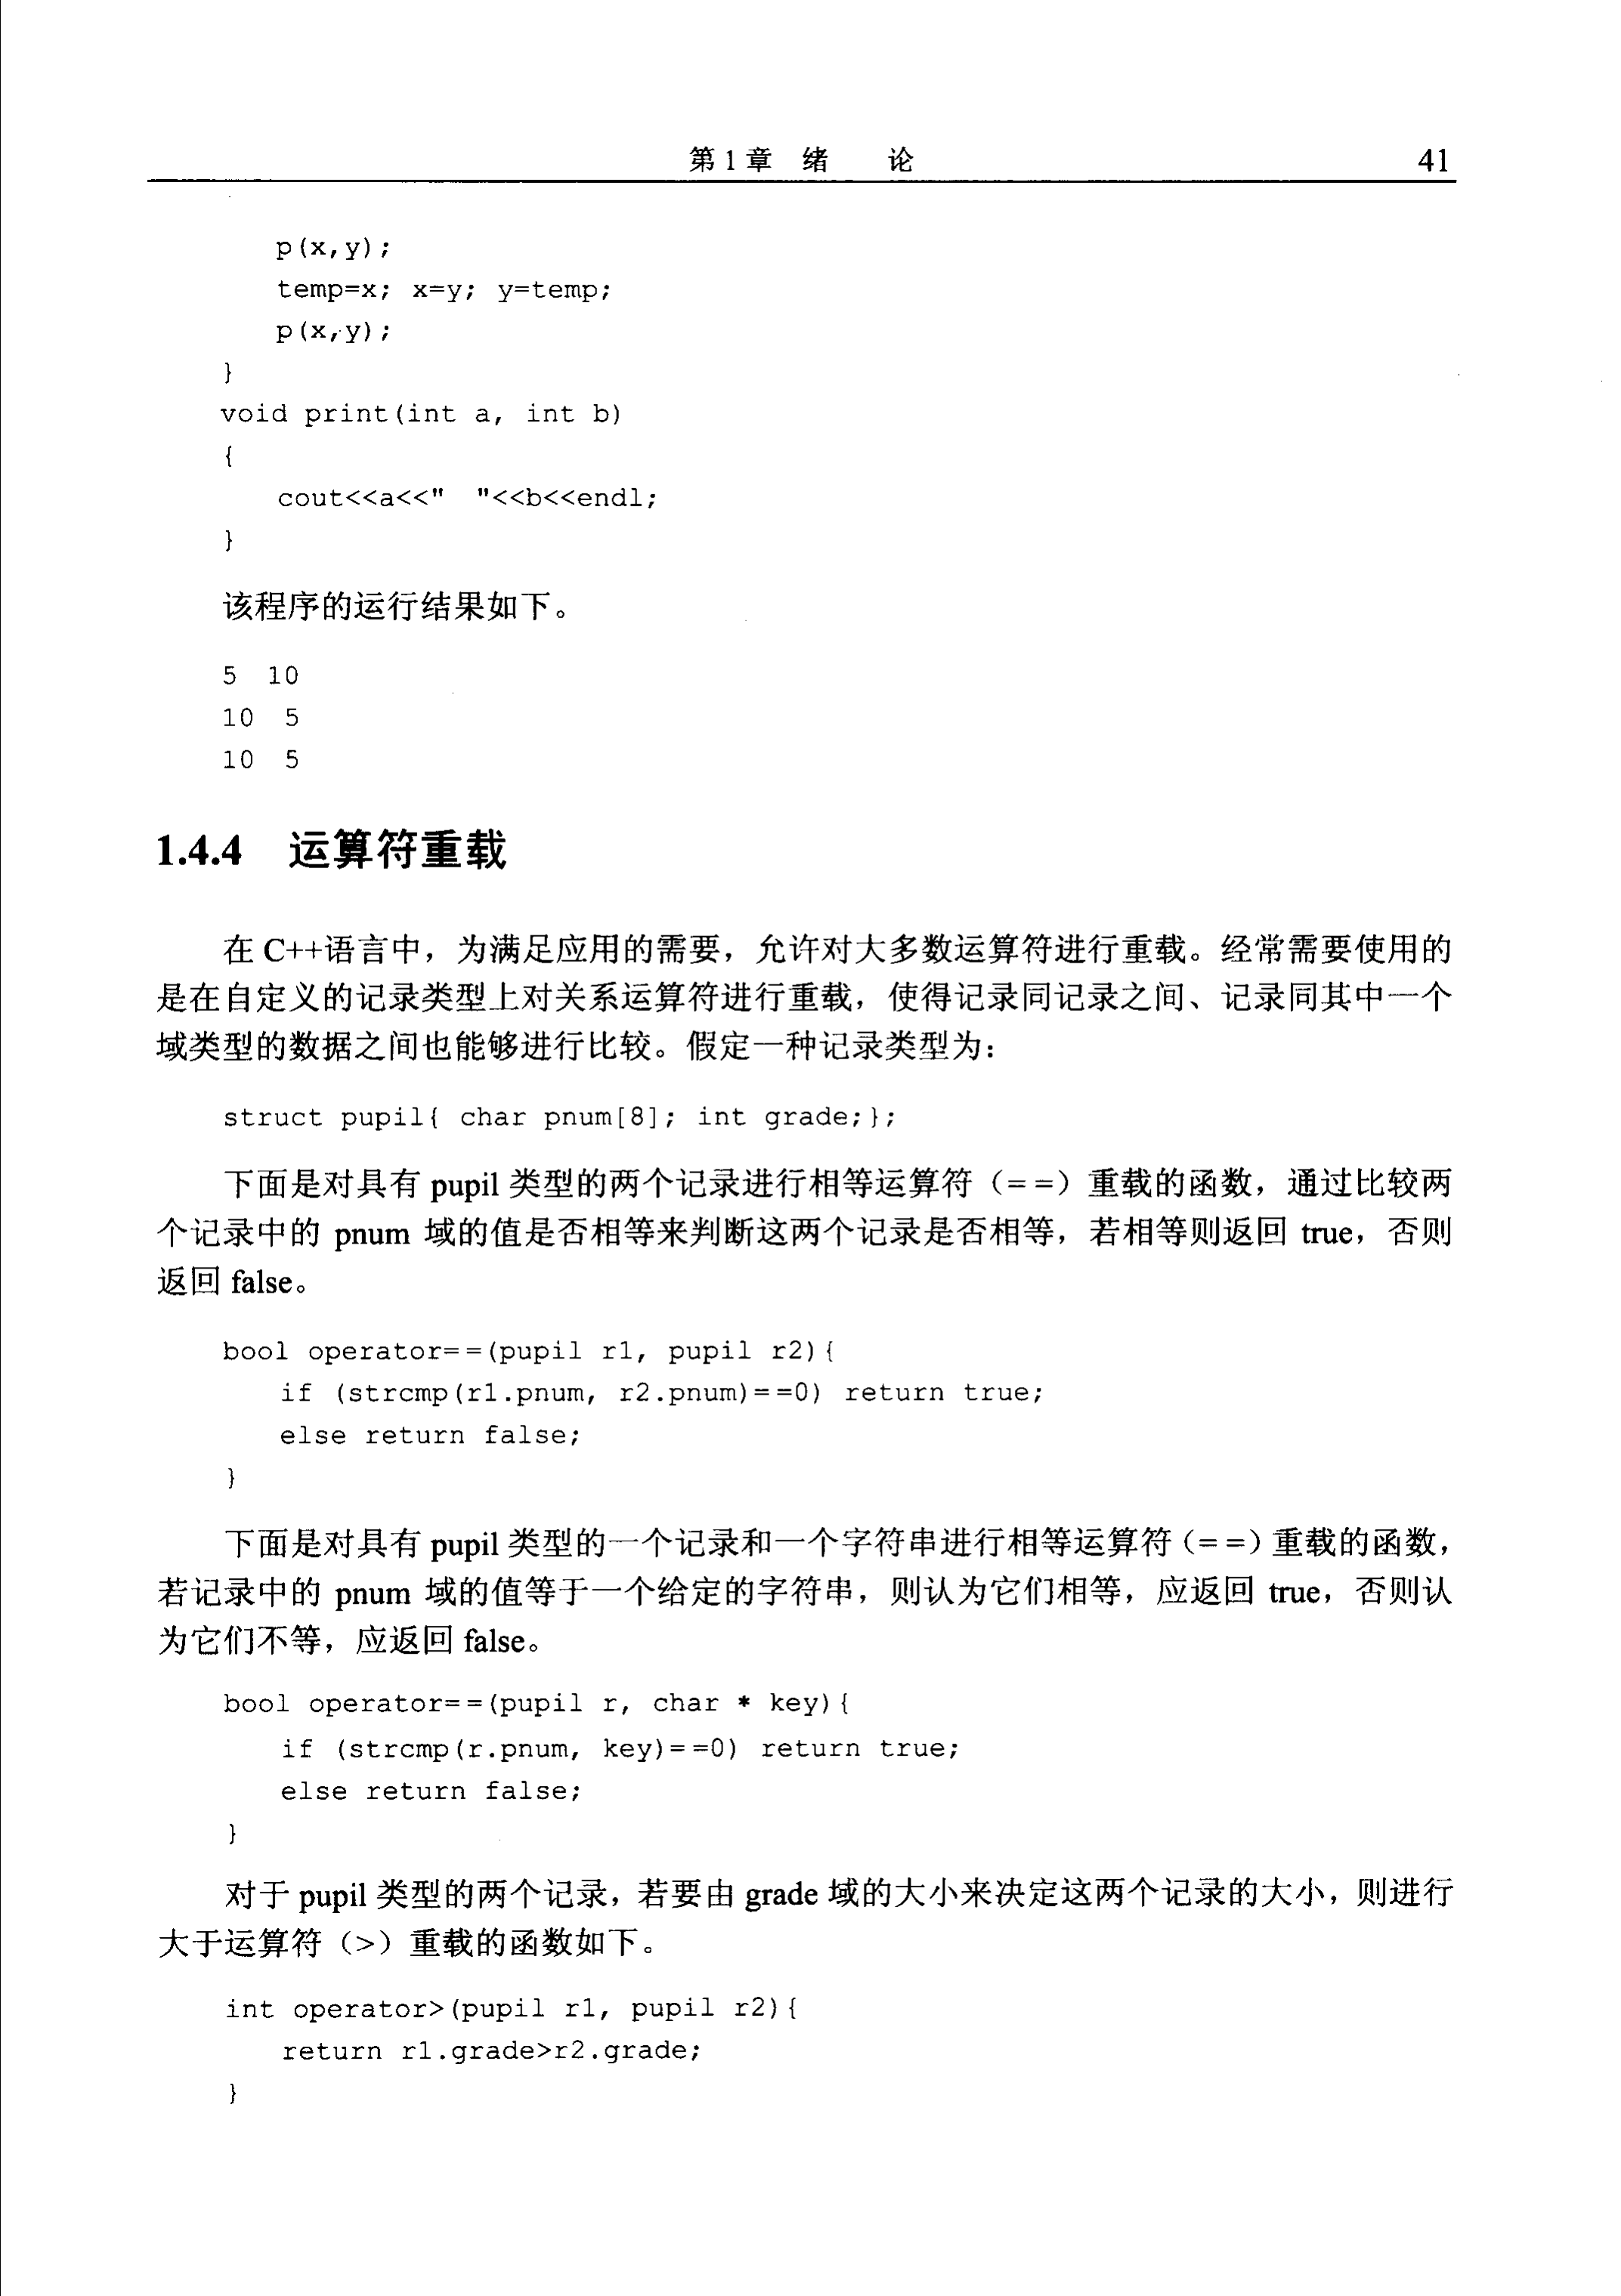 第1章 绪 论 41
p(x,y);
temp=x; x=y; y=temp;
p(x,y);
}
void print(int a, int b)
{
cout<<a<<"  "<<b<<endl;
}
该程序的运行结果如下。
5 10
10 5
10 5
1.4.4 运算符重载
在 C++语言中，为满足应用的需要，允许对大多数运算符进行重载。经常需要使用的
是在自定义的记录类型上对关系运算符进行重载，使得记录同记录之间、记录同其中一个
域类型的数据之间也能够进行比较。假定一种记录类型为：
struct pupil{ char pnum[8]; int grade;};
下面是对具有 pupil 类型的两个记录进行相等运算符（= =）重载的函数，通过比较两
个记录中的 pnum 域的值是否相等来判断这两个记录是否相等，若相等则返回 true，否则
返回 false。
bool operator= =(pupil r1, pupil r2){
if (strcmp(r1.pnum, r2.pnum)= =0) return true;
else return false;
}
下面是对具有 pupil 类型的一个记录和一个字符串进行相等运算符（= =）重载的函数，
若记录中的 pnum 域的值等于一个给定的字符串，则认为它们相等，应返回 true，否则认
为它们不等，应返回 false。
bool operator= =(pupil r, char * key){
if (strcmp(r.pnum, key)= =0) return true;
else return false;
}
对于 pupil 类型的两个记录，若要由 grade 域的大小来决定这两个记录的大小，则进行
大于运算符（>）重载的函数如下。
int operator>(pupil r1, pupil r2){
return r1.grade>r2.grade;
}